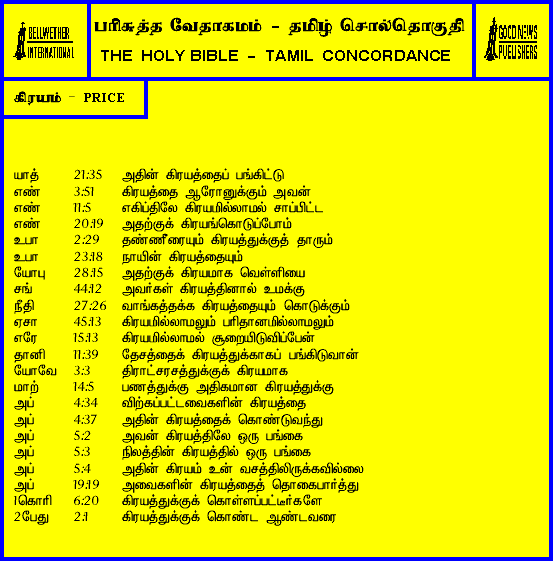 BELLWETHER
INTERNATIONAL
பரிசுத்த வேதாகமம் - தமிழ் சொல்தொகுதி
THE HOLY BIBLE - TAMIL CONCORDANCE
GOOD NEWS
PUBLISHERS
கிரயம் - PRICE
யாத் 21:35 அதின் கிரயத்தைப் பங்கிட்டு
எண் 3:51 கிரயத்தை ஆரோனுக்கும் அவன்
எண் 11:5 எகிப்திலே கிரயமில்லாமல் சாப்பிட்ட
எண் 20:19 அதற்குக் கிரயங்கொடுப்போம்
உபா 2:29 தண்ணீரையும் கிரயத்துக்குத் தாரும்
உபா 23:18 நாயின் கிரயத்தையும்
யோபு 28:15 அதற்குக் கிரயமாக வெள்ளியை
சங் 44:12 அவர்கள் கிரயத்தினால் உமக்கு
நீதி 27:26 வாங்கத்தக்க கிரயத்தையும் கொடுக்கும்
ஏசா 45:13 கிரயமில்லாமலும் பரிதானமில்லாமலும்
எரே 15:13 கிரயமில்லாமல் சூறையிடுவிப்பேன்
தானி 11:39 தேசத்தைக் கிரயத்துக்காகப் பங்கிடுவான்
யோவே 3:3 திராட்சரசத்துக்குக் கிரயமாக
மாற் 14:5 பணத்துக்கு அதிகமான கிரயத்துக்கு
அப் 4:34 விற்கப்பட்டவைகளின் கிரயத்தை
அப் 4:37 அதின் கிரயத்தைக் கொண்டுவந்து
அப் 5:2 அவன் கிரயத்திலே ஒரு பங்கை
அப் 5:3 நிலத்தின் கிரயத்தில் ஒரு பங்கை
அப் 5:4 அதின் கிரயம் உன் வசத்திலிருக்கவில்லை
அப் 19:19 அவைகளின் கிரயத்தைத் தொகைபார்த்து
1கொரி 6:20 கிரயத்துக்குக் கொள்ளப்பட்டீர்களே
2பேது 2:1 கிரயத்துக்குக் கொண்ட ஆண்டவரை